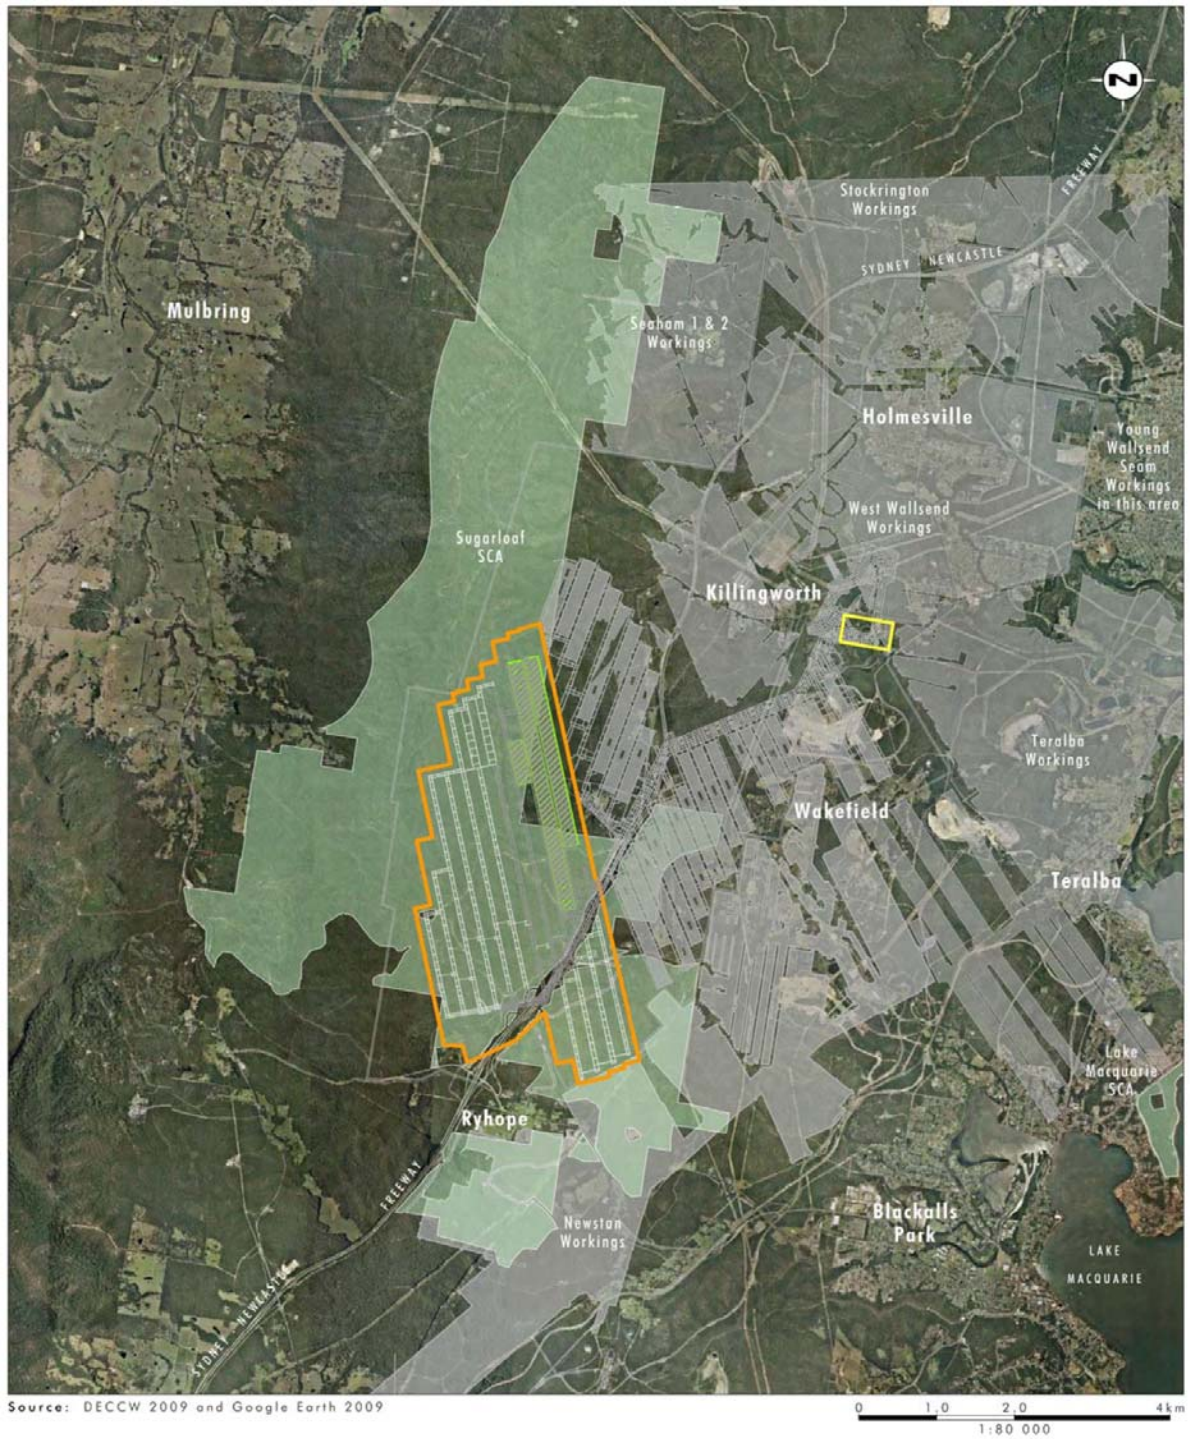 N
FREEWAY
Stockrington
Workings
SYDNEY NEWCASTLE
Mulbring
Seaham 1 & 2
Workings
Holmesville
Young
Wallsend
Seam
Workings
in this area
West Wallsend
Workings
Sugarloaf
SCA
Killingworth
Teralba
Workings
Wakefield
Teralba
Lake
Macquarie
SCA
Ryhope
FREEWAY
Newstan
Workings
Blackalls
Park
LAKE
MACQUARIE
SYDNEY NEWCASTLE
Source: DECCW 2009 and Google Earth 2009
0 1.0 2.0 4km
1:80 000